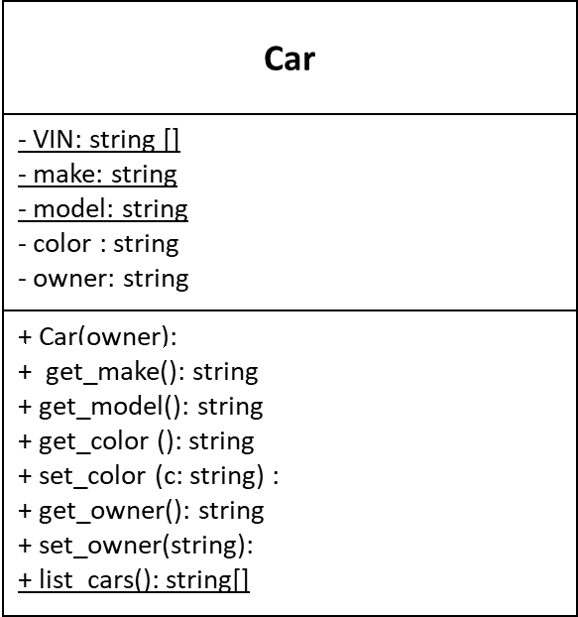 Car
- VIN: string []
- make: string
- model: string
- color : string
- owner: string
+ Car(owner):
+ get_make(): string
+ get_model(): string
+ get_color (): string
+ set_color (c: string) :
+ get_owner(): string
+ set_owner(string):
+ list_cars(): string[]